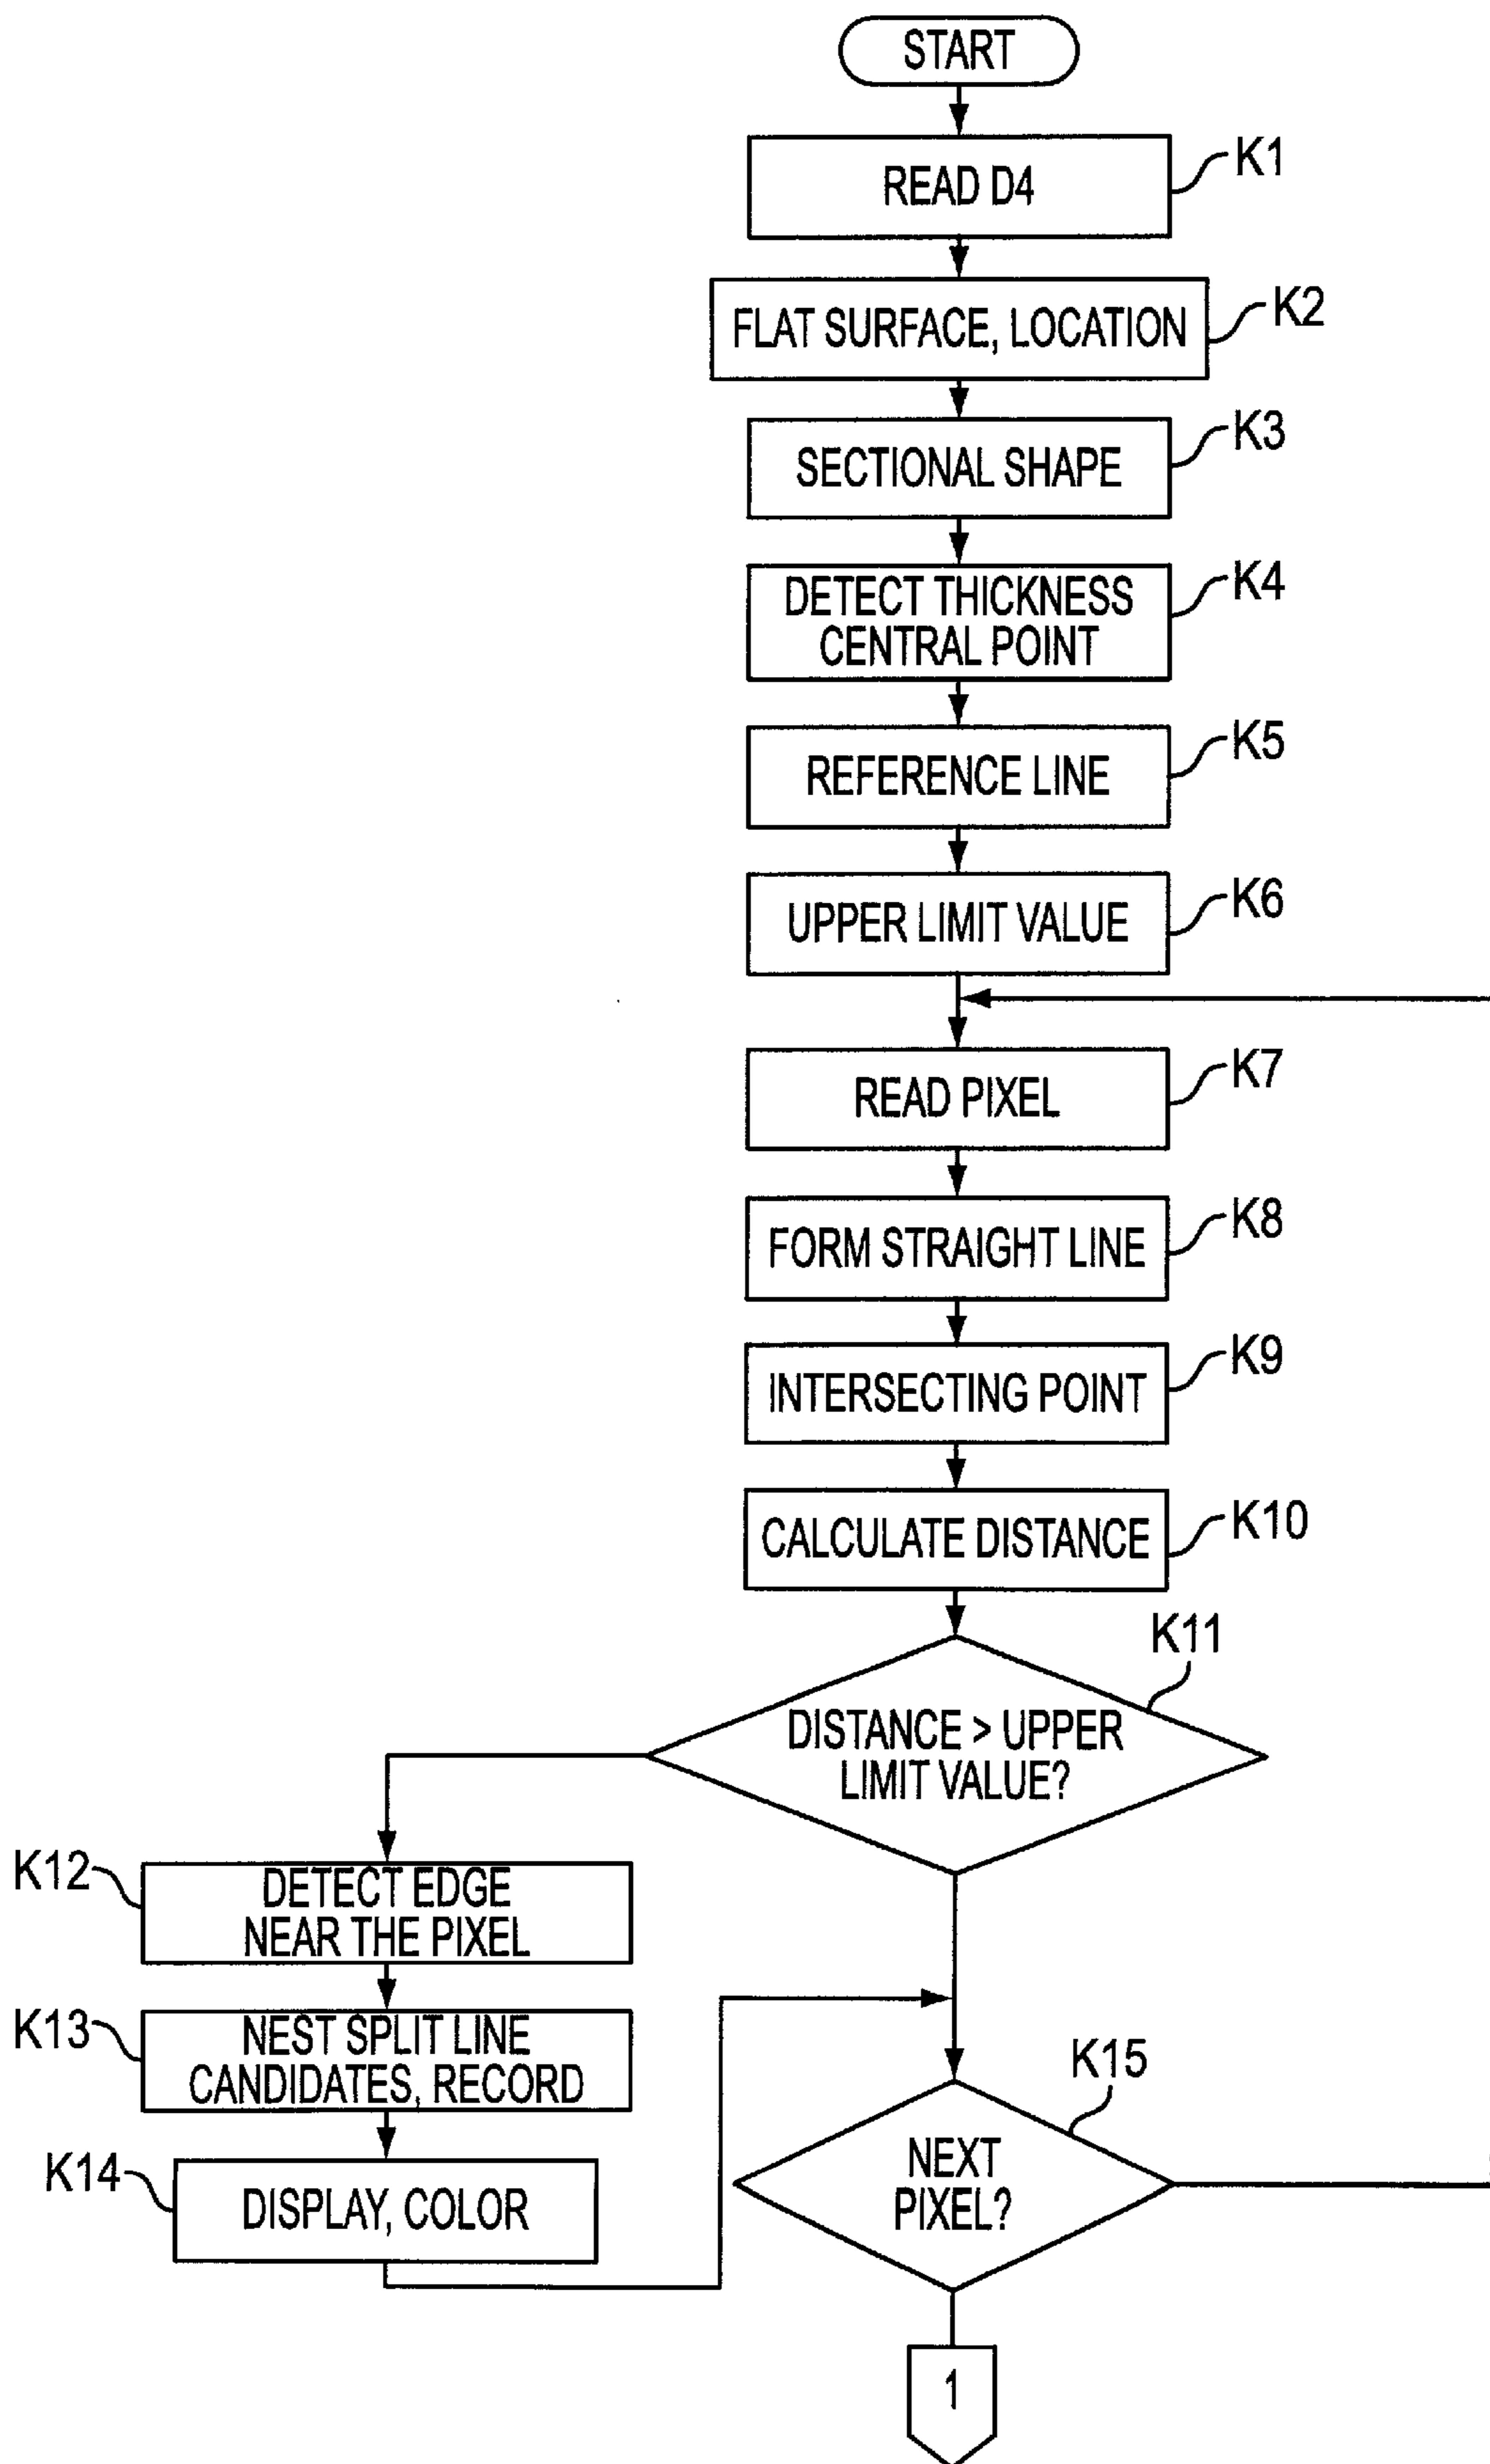 START
READ D4
K1
FLAT SURFACE, LOCATION
K2
SECTIONAL SHAPE
K3
DETECT THICKNESS
CENTRAL POINT
K4
REFERENCE LINE
K5
UPPER LIMIT VALUE
K6
READ PIXEL
K7
FORM STRAIGHT LINE
K8
INTERSECTING POINT
K9
CALCULATE DISTANCE
K10
K11
DISTANCE > UPPER
LIMIT VALUE?
K12
DETECT EDGE
NEAR THE PIXEL
K13
NEST SPLIT LINE
CANDIDATES, RECORD
K14
DISPLAY, COLOR
K15
NEXT
PIXEL?
1